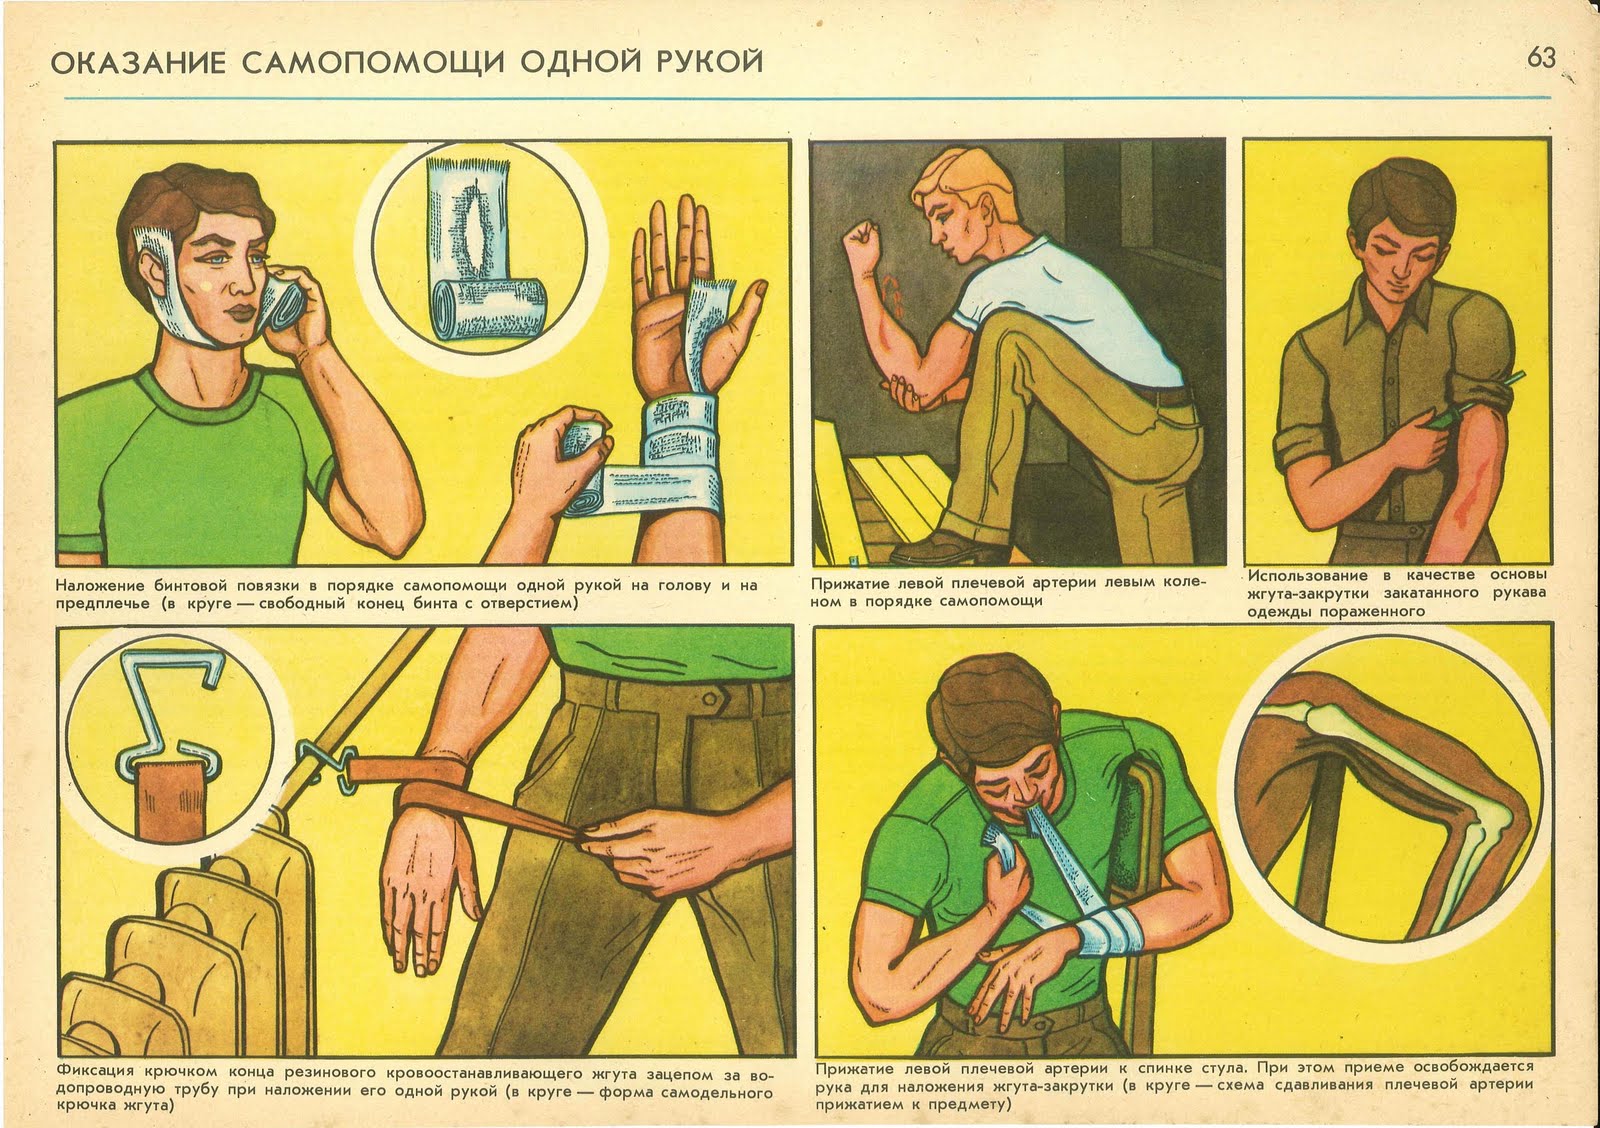 ОКАЗАНИЕ САМОПОМОЩИ ОДНОЙ РУКОЙ
63
Наложение бинтовой повязки в порядке самопомощи одной рукой на голову и на
предплечье (в круге — свободный конец бинта с отверстием)
Прижатие левой плечевой артерии левым коле-
ном в порядке самопомощи
Использование в качестве основы
жгута-закрутки закатанного рукава
одежды пораженного
Фиксация крючком конца резинового кровоостанавливающего жгута зацепом за во-
допроводную трубу при наложении его одной рукой (в круге — форма самодельного
крючка жгута)
Прижатие левой плечевой артерии к спинке стула. При этом приеме освобождается
рука для наложения жгута-закрутки (в круге — схема сдавливания плечевой артерии
прижатием к предмету)